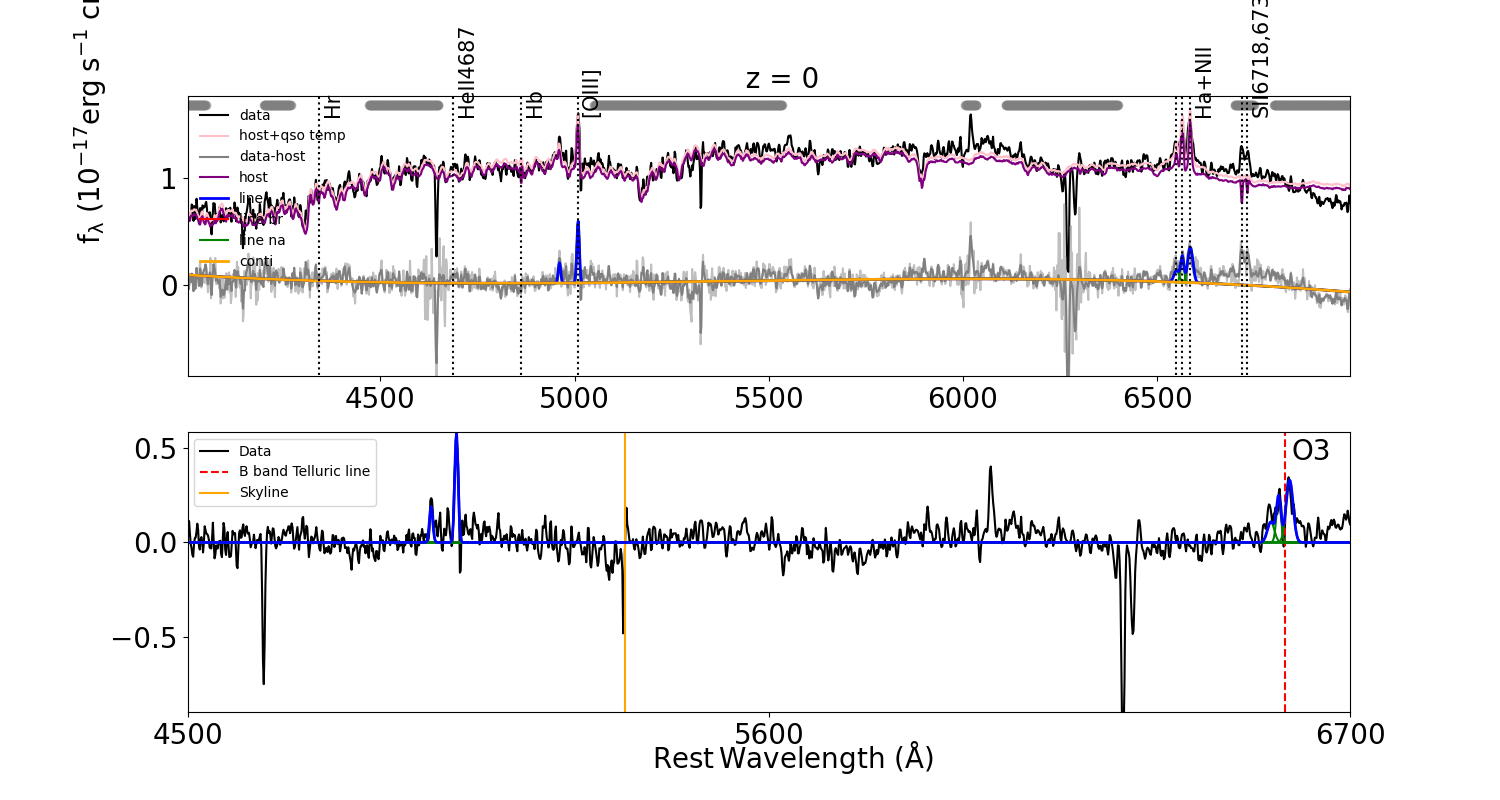 z = 0
Hr
HeII4687
Hb
[OIII]
Ha+NII
SII6718,673
fλ (10−17erg s−1 c
data
host+qso temp
data-host
host
line
line na
conti
1
0
4500
5000
5500
6000
6500
0.5
0.0
−0.5
Data
B band Telluric line
Skyline
O3
4500
5600
6700
Rest Wavelength (Å)